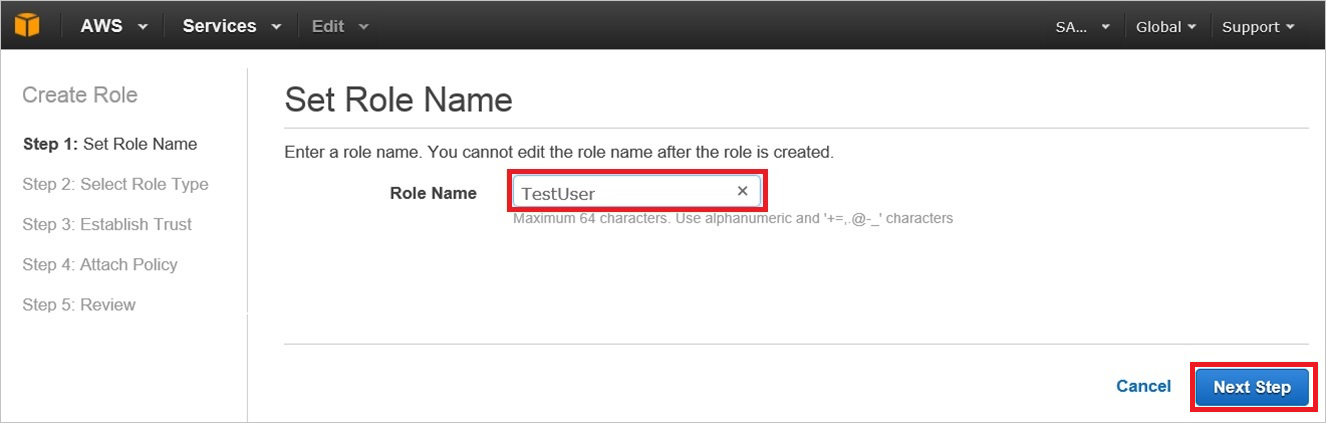 AWS Services Edit SA... Global Support
Create Role
Set Role Name
Step 1: Set Role Name
Enter a role name. You cannot edit the role name after the role is created.
Step 2: Select Role Type
Role Name TestUser ×
Maximum 64 characters. Use alphanumeric and '+=,.@-_' characters
Step 3: Establish Trust
Step 4: Attach Policy
Step 5: Review
Cancel Next Step